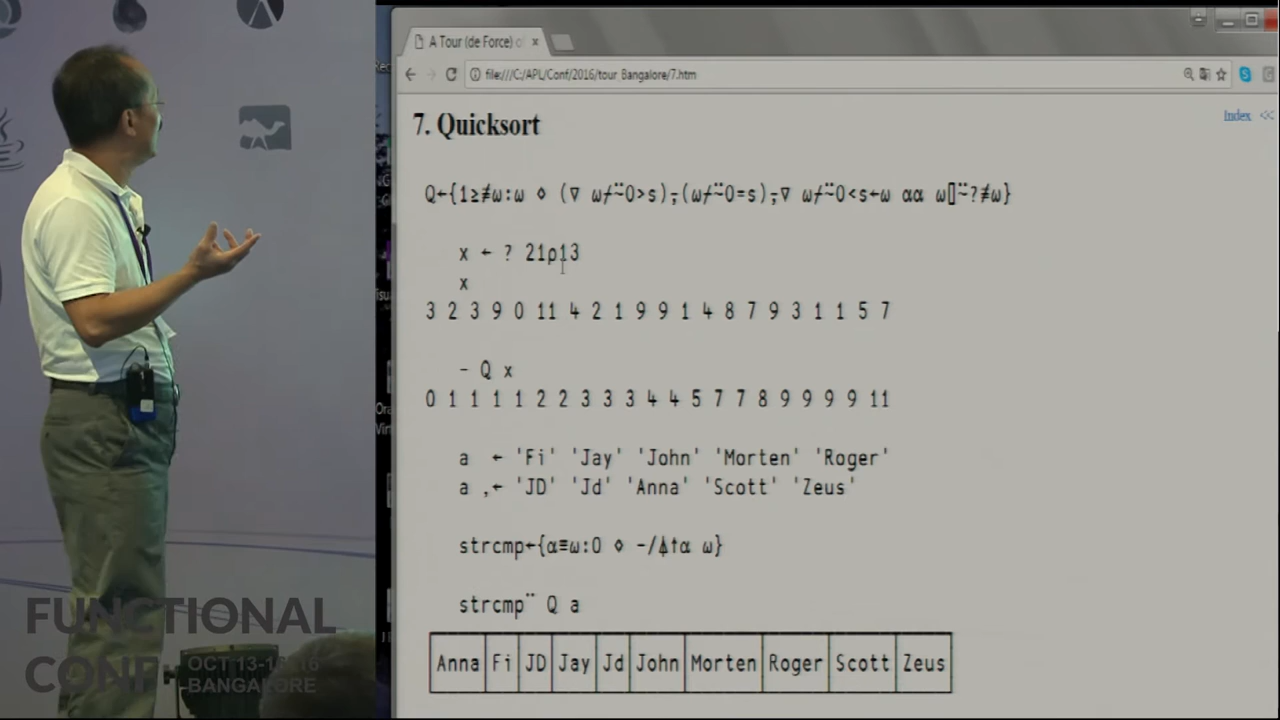 A Tour (de Force) of
file:///C:/APL/Conf/2016/tour Bangalore/7.htm
Index <<
7. Quicksort
Q←{1≥≢⍵:⍵ ⋄ (∇ ⍵⌿⍨0>s)⍪(⍵⌿⍨0=s)⍪∇ ⍵⌿⍨0<s←⍵ ⍺⍺ ⍵⌷⍨?≢⍵}
x ← ? 21⍴13
x
3 2 3 9 0 11 4 2 1 9 9 1 4 8 7 9 3 1 1 5 7
- Q x
0 1 1 1 1 2 2 3 3 3 4 4 5 7 7 8 9 9 9 9 11
a ← 'Fi' 'Jay' 'John' 'Morten' 'Roger'
a ,← 'JD' 'Jd' 'Anna' 'Scott' 'Zeus'
strcmp←{⍺≡⍵:0 ⋄ -/⍋↑⍺ ⍵}
strcmp¨ Q a
Anna Fi JD Jay Jd John Morten Roger Scott Zeus
FUNCTIONAL
CONF
OCT 13-16
BANGALORE